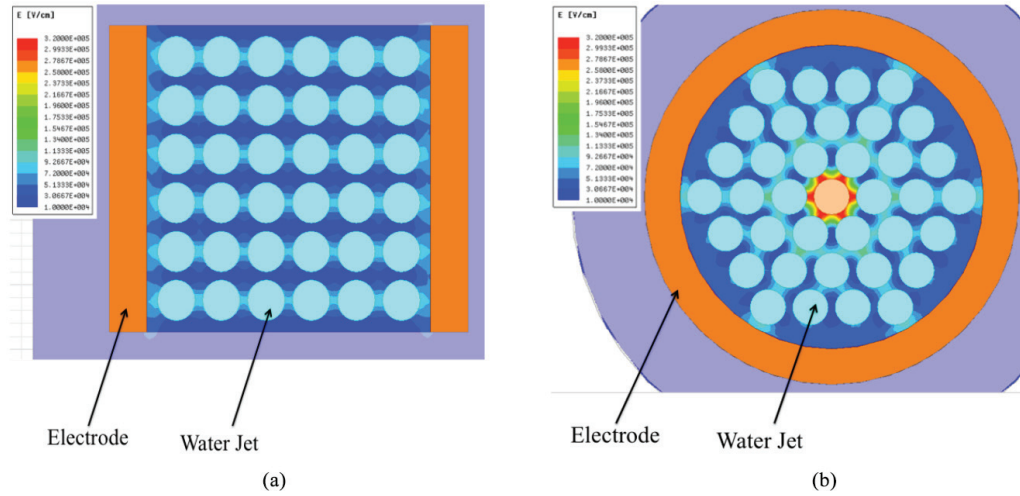 E [V/cm]
3.2000E+005
2.9933E+005
2.7867E+005
2.5800E+005
2.3733E+005
2.1667E+005
1.9600E+005
1.7533E+005
1.5467E+005
1.3400E+005
1.1333E+005
9.2667E+004
7.2000E+004
5.1333E+004
3.0667E+004
1.0000E+004
Electrode
Water Jet
(a)
E [V/cm]
3.2000E+005
2.9933E+005
2.7867E+005
2.5800E+005
2.3733E+005
2.1667E+005
1.9600E+005
1.7533E+005
1.5467E+005
1.3400E+005
1.1333E+005
9.2667E+004
7.2000E+004
5.1333E+004
3.0667E+004
1.0000E+004
Electrode
Water Jet
(b)